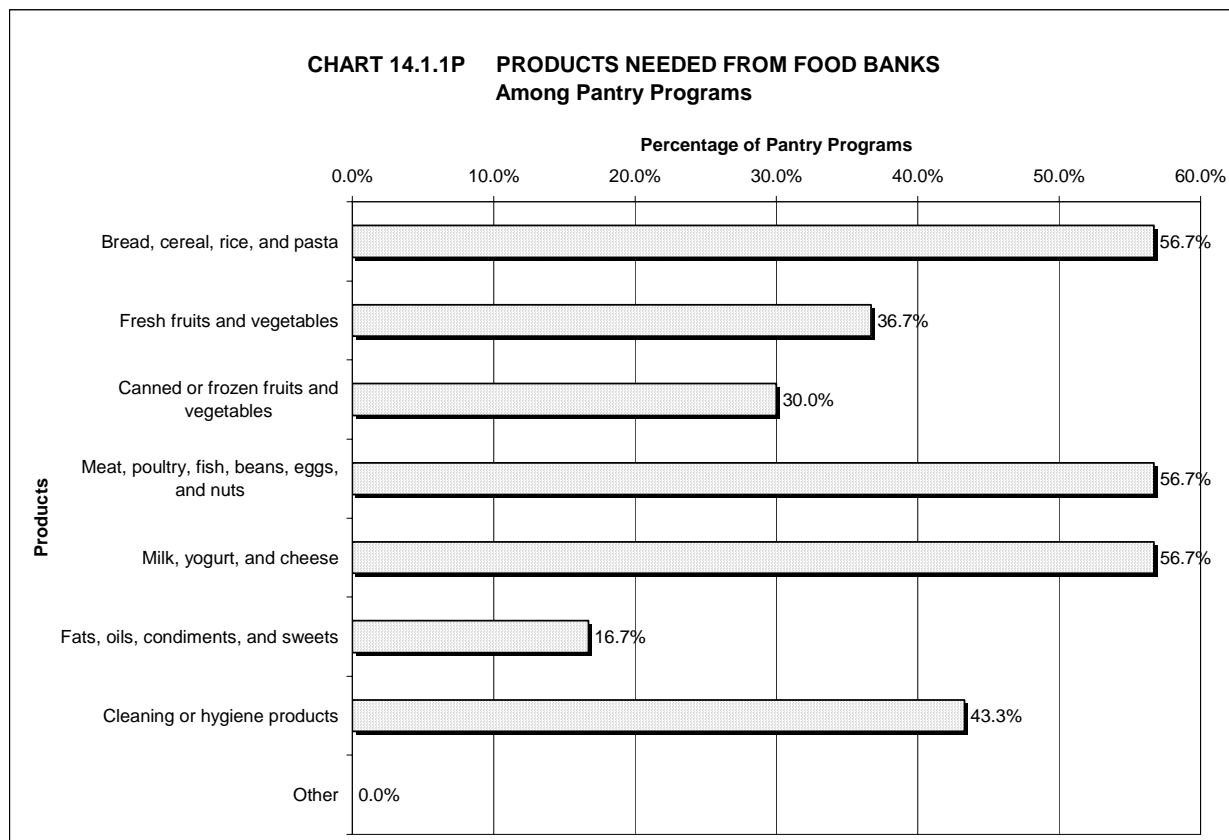 CHART 14.1.1P PRODUCTS NEEDED FROM FOOD BANKS
Among Pantry Programs
Percentage of Pantry Programs
0.0% 10.0% 20.0% 30.0% 40.0% 50.0% 60.0%
Products
Bread, cereal, rice, and pasta 56.7%
Fresh fruits and vegetables 36.7%
Canned or frozen fruits and
vegetables 30.0%
Meat, poultry, fish, beans, eggs,
and nuts 56.7%
Milk, yogurt, and cheese 56.7%
Fats, oils, condiments, and sweets 16.7%
Cleaning or hygiene products 43.3%
Other 0.0%